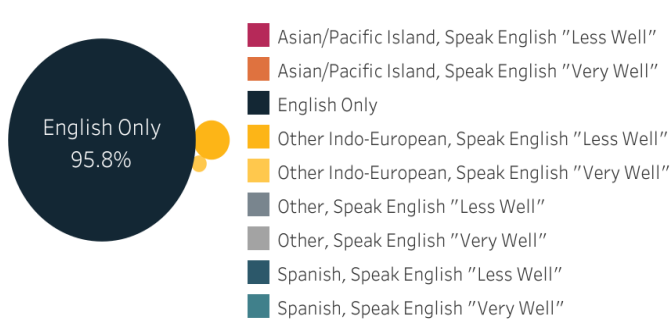 English Only
95.8%
Asian/Pacific Island, Speak English "Less Well"
Asian/Pacific Island, Speak English "Very Well"
English Only
Other Indo-European, Speak English "Less Well"
Other Indo-European, Speak English "Very Well"
Other, Speak English "Less Well"
Other, Speak English "Very Well"
Spanish, Speak English "Less Well"
Spanish, Speak English "Very Well"